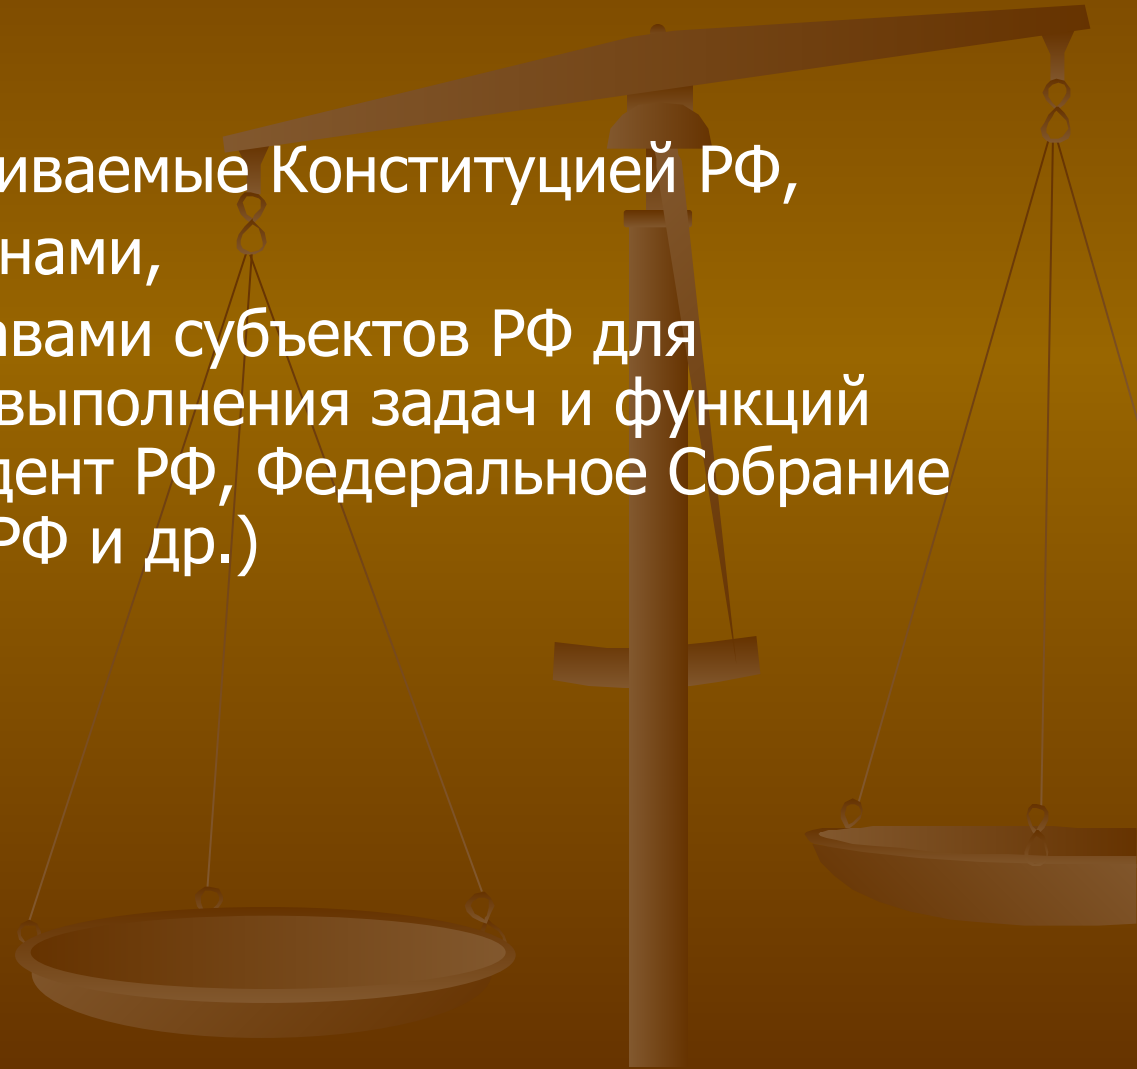 иваемые Конституцией РФ,
нами,
авами субъектов РФ для
выполнения задач и функций
дент РФ, Федеральное Собрание
РФ и др.)